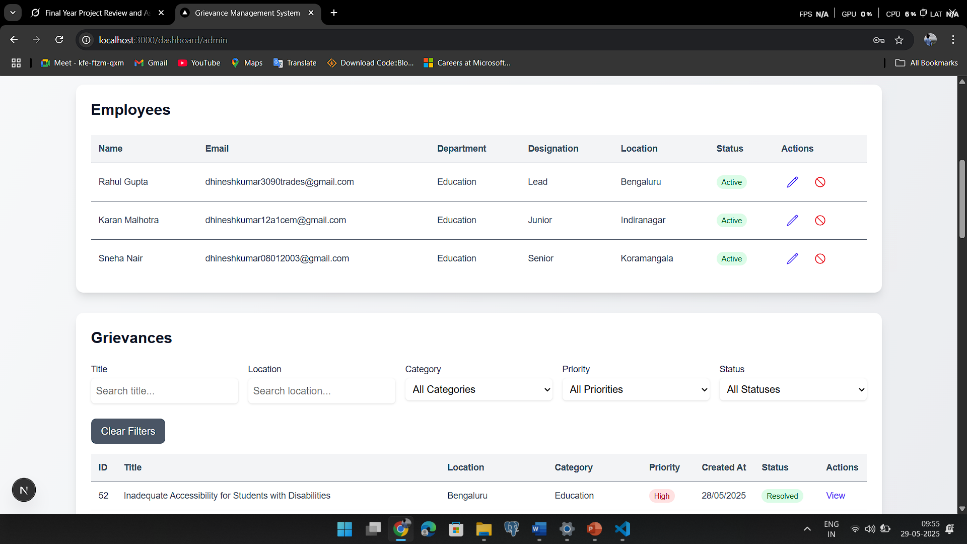 Final Year Project Review and A
Grievance Management System
FPS N/A GPU 0 % CPU 6 % LAT N/A
localhost:3000/dashboard/admin
Meet - kfe-ftzm-qxm Gmail YouTube Maps Translate Download Code::Blo... Careers at Microsoft... All Bookmarks
Employees
Name Email Department Designation Location Status Actions
Rahul Gupta dhineshkumar3090trades@gmail.com Education Lead Bengaluru Active
Karan Malhotra dhineshkumar12a1cem@gmail.com Education Junior Indiranagar Active
Sneha Nair dhineshkumar08012003@gmail.com Education Senior Koramangala Active
Grievances
Title Location Category Priority Status
Search title... Search location... All Categories All Priorities All Statuses
Clear Filters
ID Title Location Category Priority Created At Status Actions
52 Inadequate Accessibility for Students with Disabilities Bengaluru Education High 28/05/2025 Resolved View
N
ENG
IN
09:55
29-05-2025